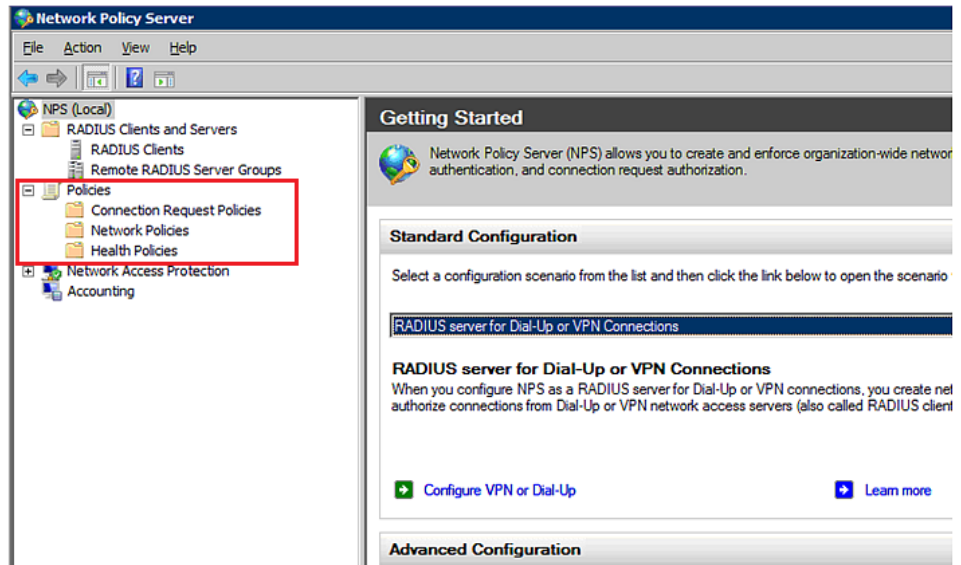 Network Policy Server
File Action View Help
NPS (Local)
RADIUS Clients and Servers
RADIUS Clients
Remote RADIUS Server Groups
Policies
Connection Request Policies
Network Policies
Health Policies
Network Access Protection
Accounting
Getting Started
Network Policy Server (NPS) allows you to create and enforce organization-wide networ
authentication, and connection request authorization.
Standard Configuration
Select a configuration scenario from the list and then click the link below to open the scenario
RADIUS server for Dial-Up or VPN Connections
RADIUS server for Dial-Up or VPN Connections
When you configure NPS as a RADIUS server for Dial-Up or VPN connections, you create net
authorize connections from Dial-Up or VPN network access servers (also called RADIUS client
Configure VPN or Dial-Up Learn more
Advanced Configuration